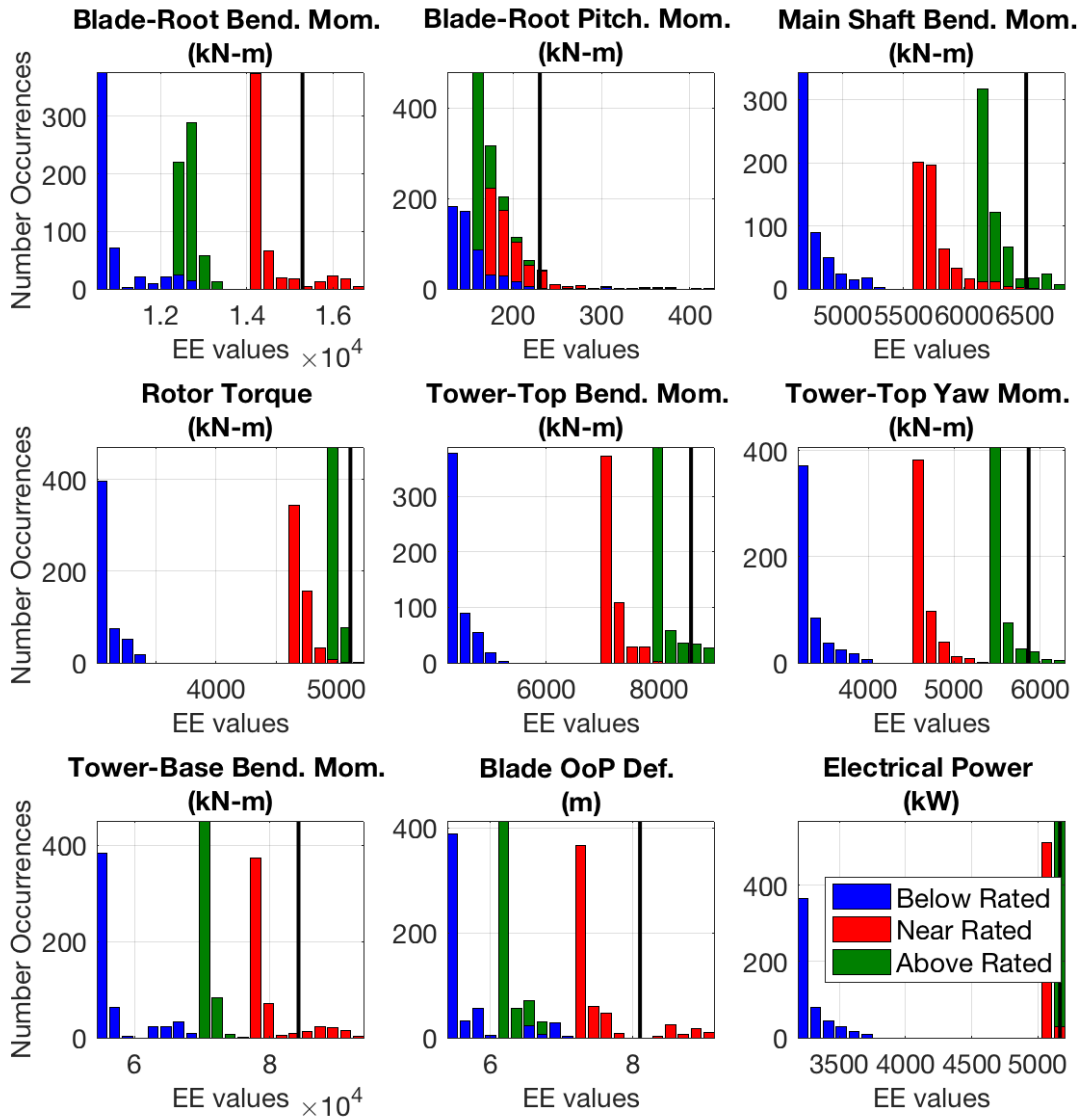 Blade-Root Bend. Mom.
(kN-m)
Number Occurrences
300
200
100
0
1.2 1.4 1.6
EE values
×10^4
Blade-Root Pitch. Mom.
(kN-m)
400
200
0
200 300 400
EE values
Main Shaft Bend. Mom.
(kN-m)
300
200
100
0
5000 5500 6000 6500
EE values
Rotor Torque
(kN-m)
Number Occurrences
400
200
0
4000 5000
EE values
Tower-Top Bend. Mom.
(kN-m)
300
200
100
0
6000 8000
EE values
Tower-Top Yaw Mom.
(kN-m)
400
200
0
4000 5000 6000
EE values
Tower-Base Bend. Mom.
(kN-m)
Number Occurrences
400
200
0
6 8
EE values
×10^4
Blade OoP Def.
(m)
400
200
0
6 8
EE values
Electrical Power
(kW)
400
200
0
3500 4000 4500 5000
EE values
Below Rated
Near Rated
Above Rated